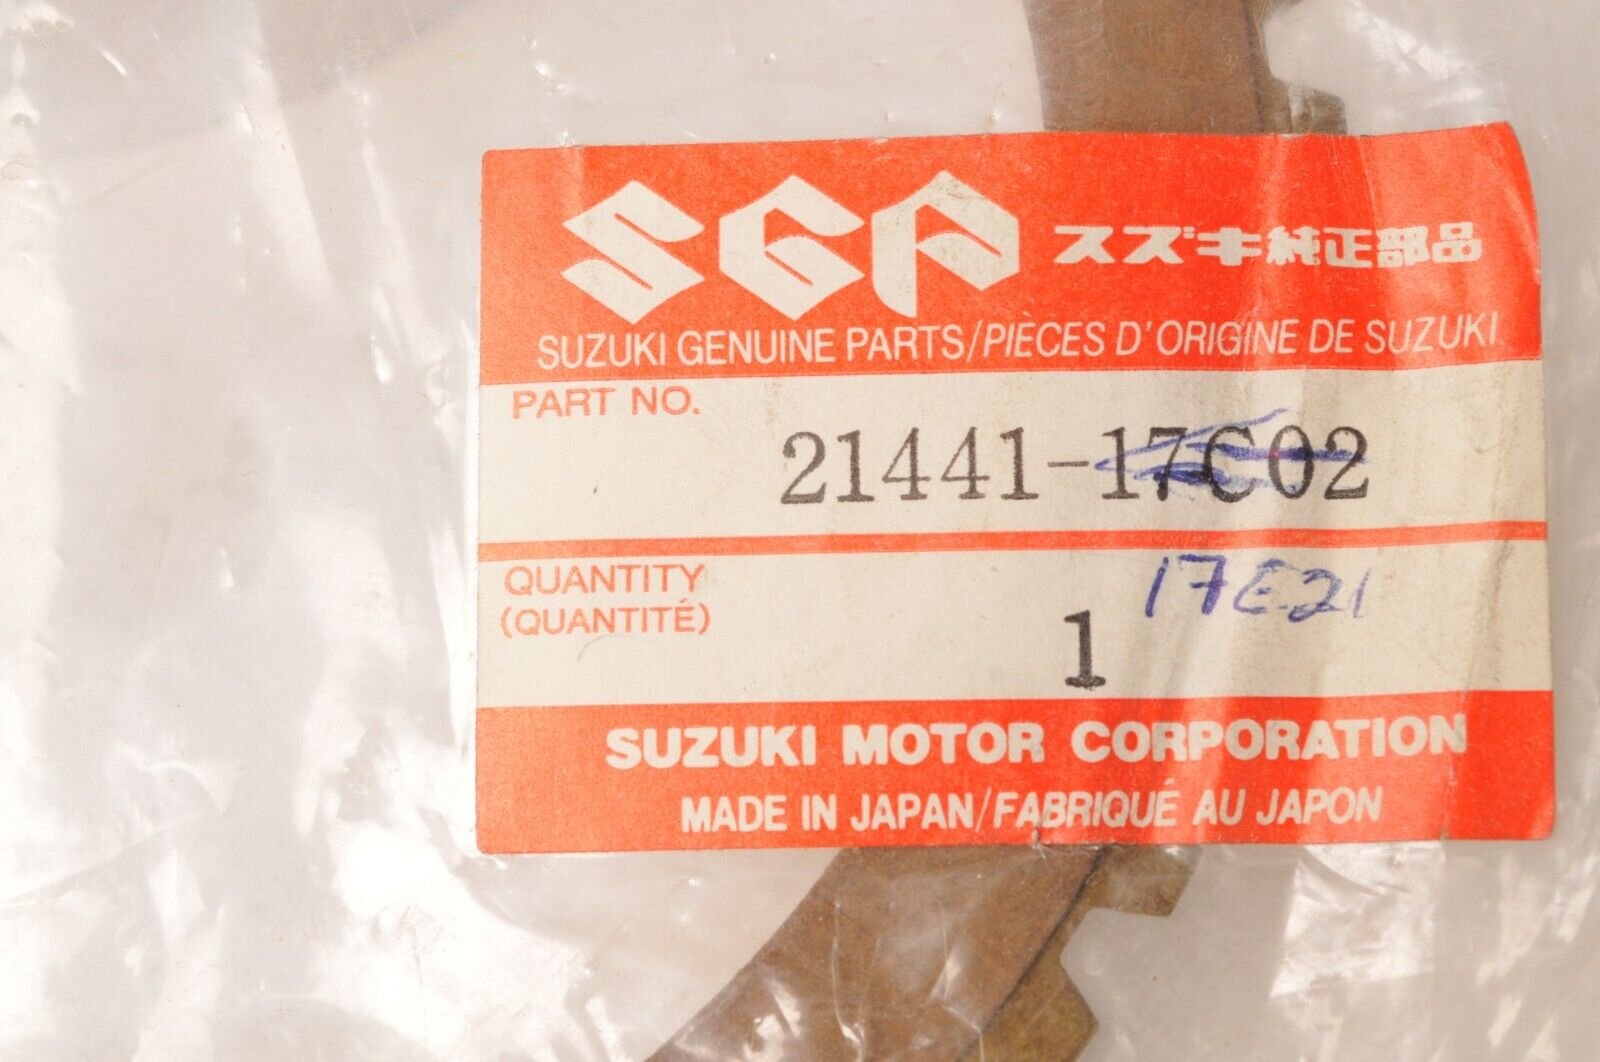 SGP スズキ純正部品
SUZUKI GENUINE PARTS/PIÈCES D'ORIGINE DE SUZUKI
PART NO.
21441-17C02
17E21
QUANTITY
(QUANTITÉ)
1
SUZUKI MOTOR CORPORATION
MADE IN JAPAN/FABRIQUÉ AU JAPON